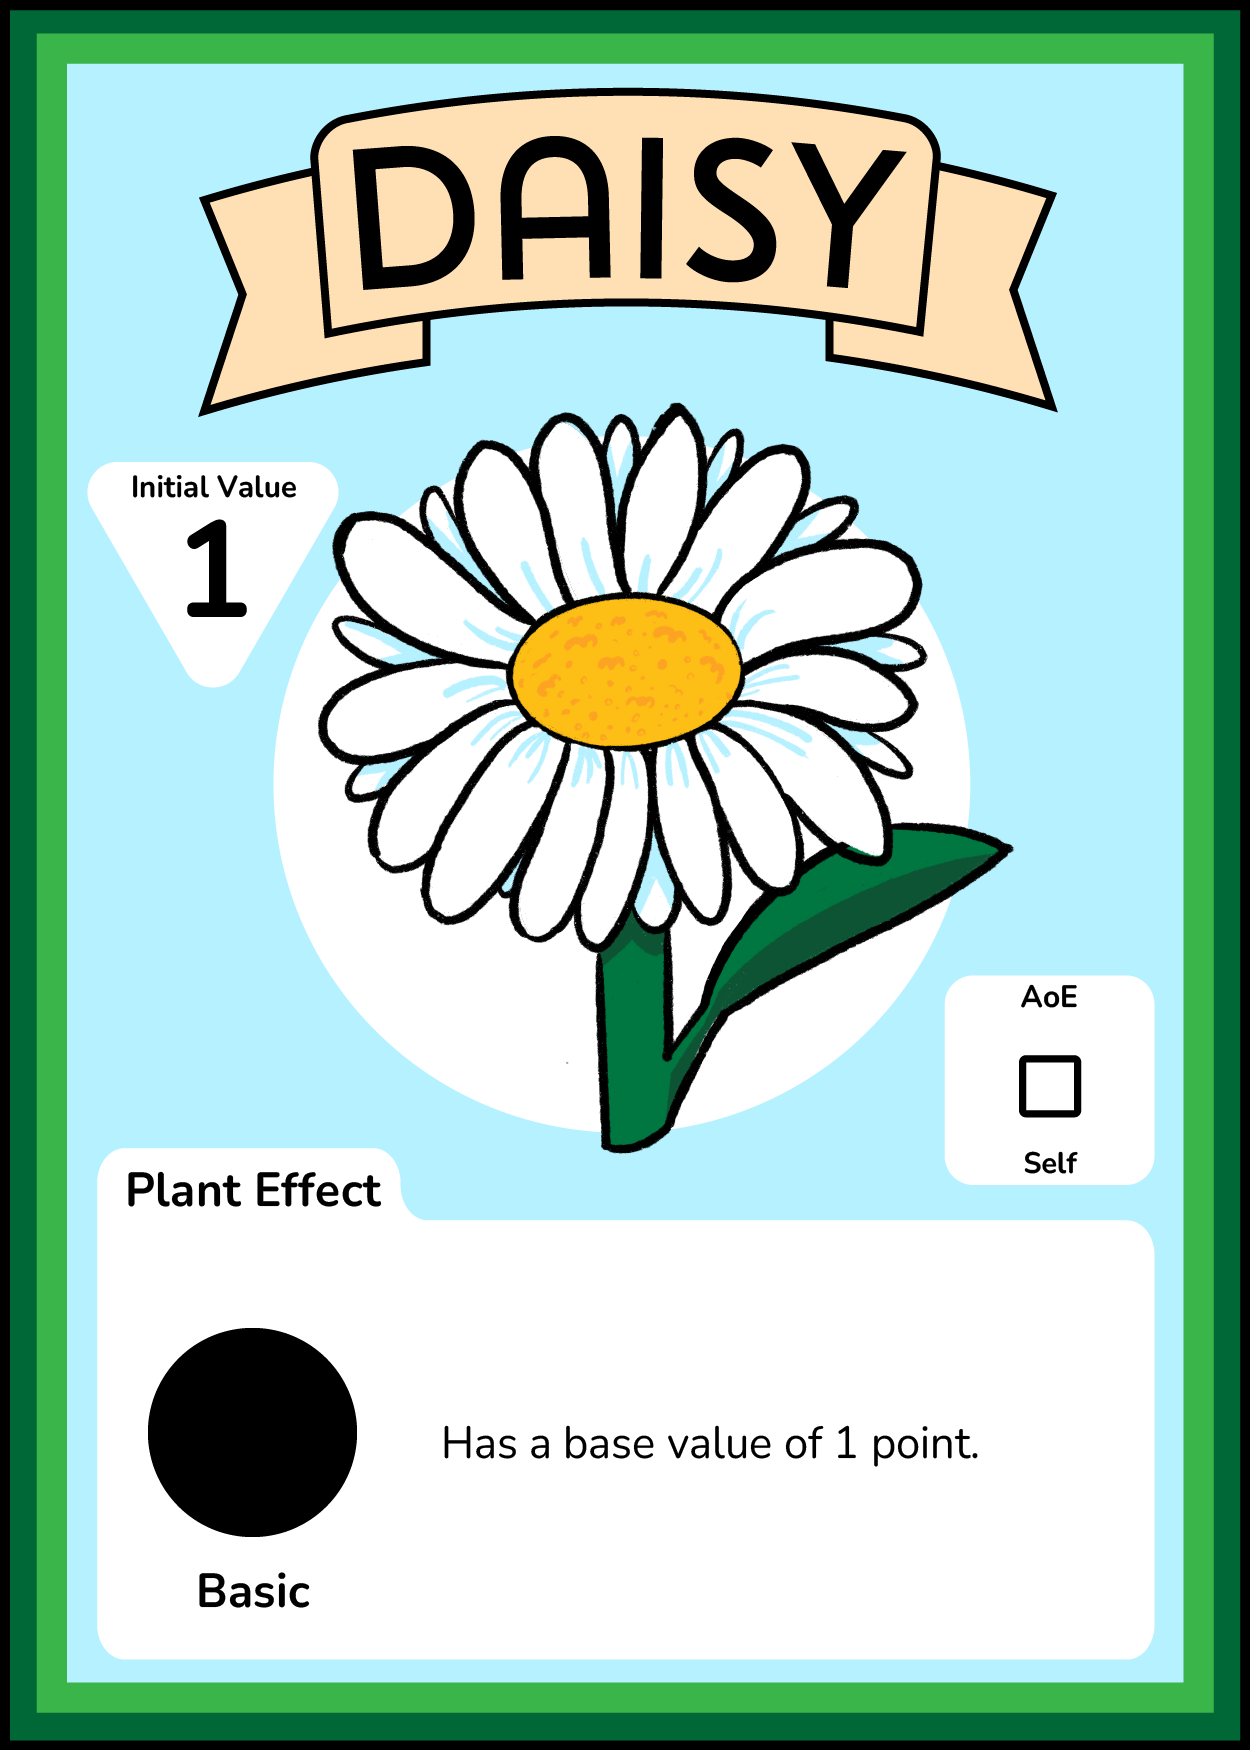 DAISY
Initial Value
1
AoE
Self
Plant Effect
Has a base value of 1 point.
Basic